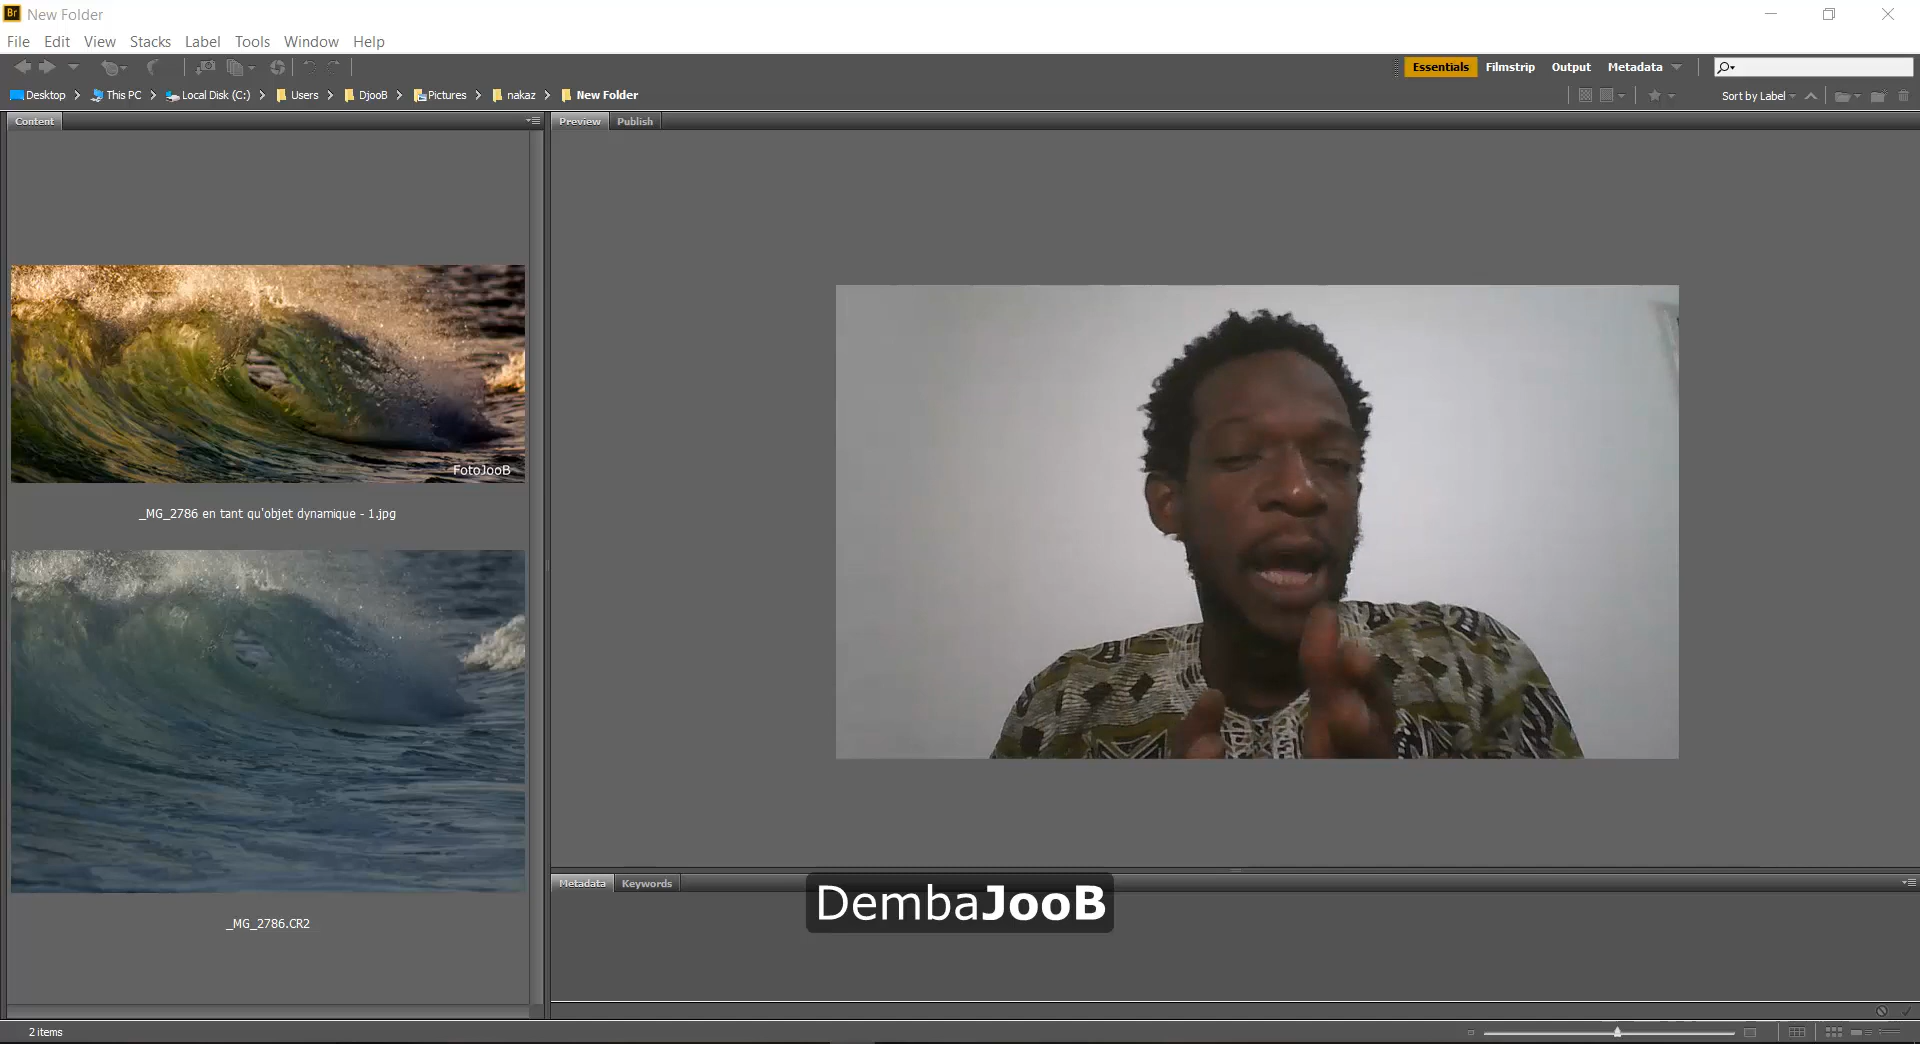 Br New Folder
File Edit View Stacks Label Tools Window Help
Essentials Filmstrip Output Metadata
Desktop This PC Local Disk (C:) Users DjooB Pictures nakaz New Folder Sort by Label
Content
Preview Publish
FotoJooB
_MG_2786 en tant qu'objet dynamique - 1.jpg
_MG_2786.CR2
Metadata Keywords
DembaJooB
2 items